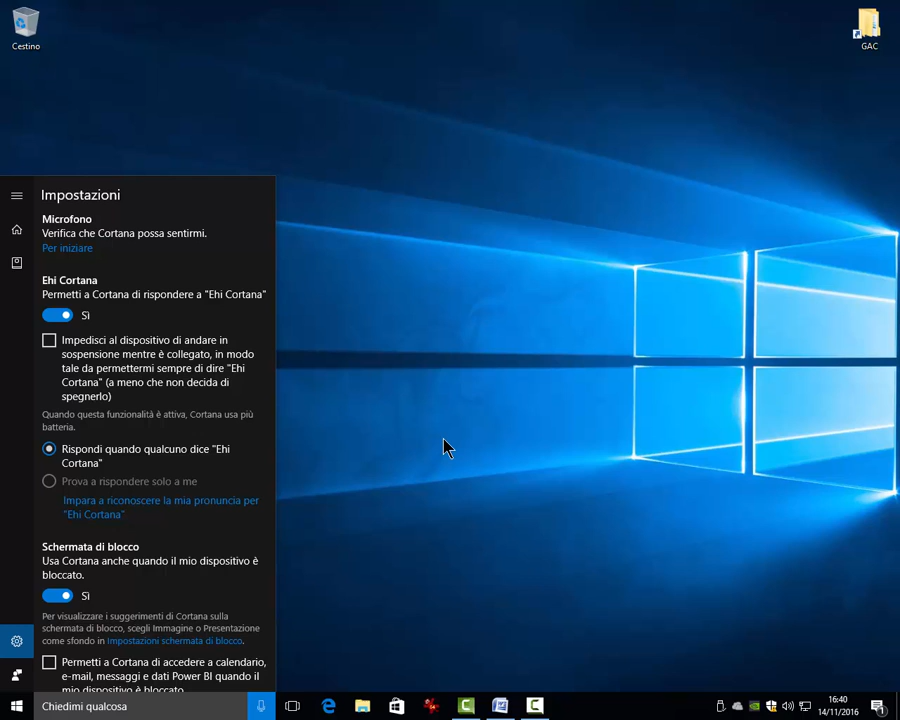 Cestino
GAC
Impostazioni
Microfono
Verifica che Cortana possa sentirmi.
Per iniziare
Ehi Cortana
Permetti a Cortana di rispondere a "Ehi Cortana"
Sì
Impedisci al dispositivo di andare in
sospensione mentre è collegato, in modo
tale da permettermi sempre di dire "Ehi
Cortana" (a meno che non decida di
spegnerlo)
Quando questa funzionalità è attiva, Cortana usa più
batteria.
Rispondi quando qualcuno dice "Ehi
Cortana"
Prova a rispondere solo a me
Impara a riconoscere la mia pronuncia per
"Ehi Cortana"
Schermata di blocco
Usa Cortana anche quando il mio dispositivo è
bloccato.
Sì
Per visualizzare i suggerimenti di Cortana sulla
schermata di blocco, scegli Immagine o Presentazione
come sfondo in Impostazioni schermata di blocco.
Permetti a Cortana di accedere a calendario,
e-mail, messaggi e dati Power BI quando il
mio dispositivo è bloccato
Chiedimi qualcosa
16:40
14/11/2016
1